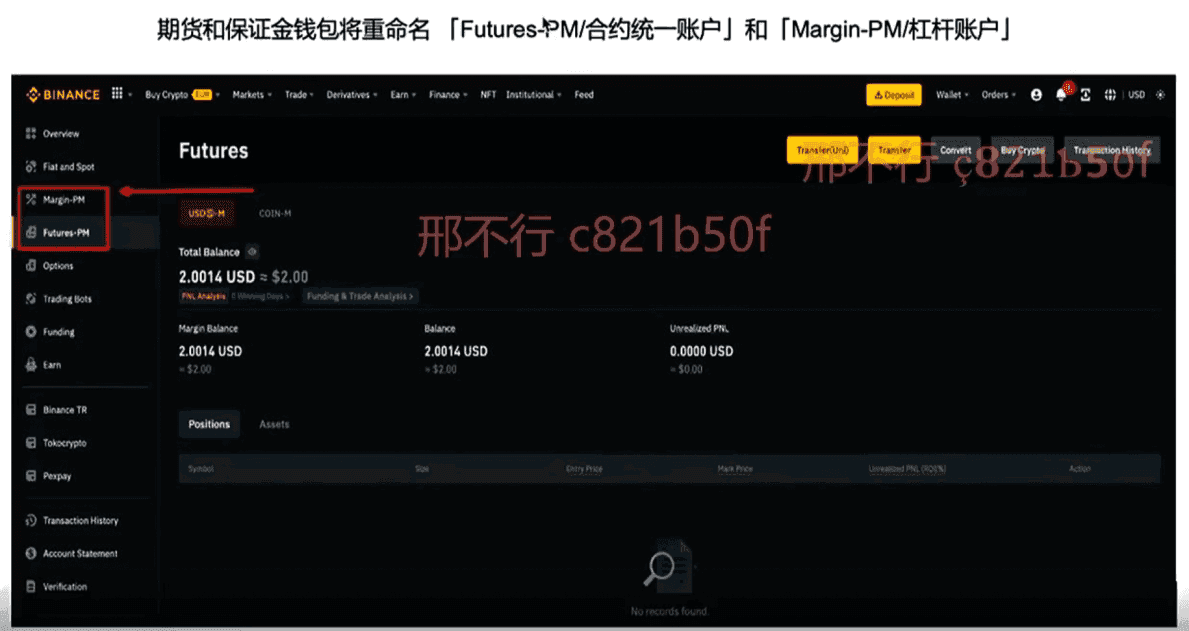 期货和保证金钱包将重命名 「Futures-PM/合约统一账户」和「Margin-PM/杠杆账户」
BINANCE Buy Crypto EUR Markets Trade Derivatives Earn Finance NFT Institutional Feed Deposit Wallet Orders USD
Overview
Fiat and Spot
Margin-PM
Futures-PM
Options
Trading Bots
Funding
Earn
Binance TR
Tokocrypto
Pexpay
Transaction History
Account Statement
Verification
Futures
Transfer(Uni) Transfer Convert Buy Crypto Transaction History
邢不行 c821b50f
USDⓈ-M COIN-M
邢不行 c821b50f
Total Balance
2.0014 USD ≈ $2.00
PNL Analysis 0 Winning Days > Funding & Trade Analysis >
Margin Balance Balance Unrealized PNL
2.0014 USD 2.0014 USD 0.0000 USD
≈ $2.00 ≈ $2.00 ≈ $0.00
Positions Assets
Symbol Size Entry Price Mark Price Unrealized PNL (ROE%) Action
No records found.